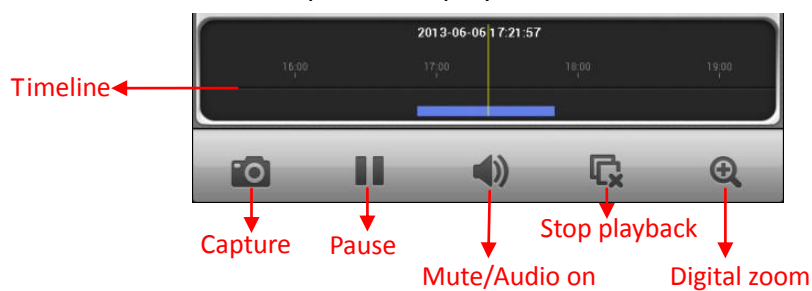 2013-06-06 17:21:57
16:00 17:00 18:00 19:00
Timeline
Capture Pause Stop playback
Mute/Audio on Digital zoom